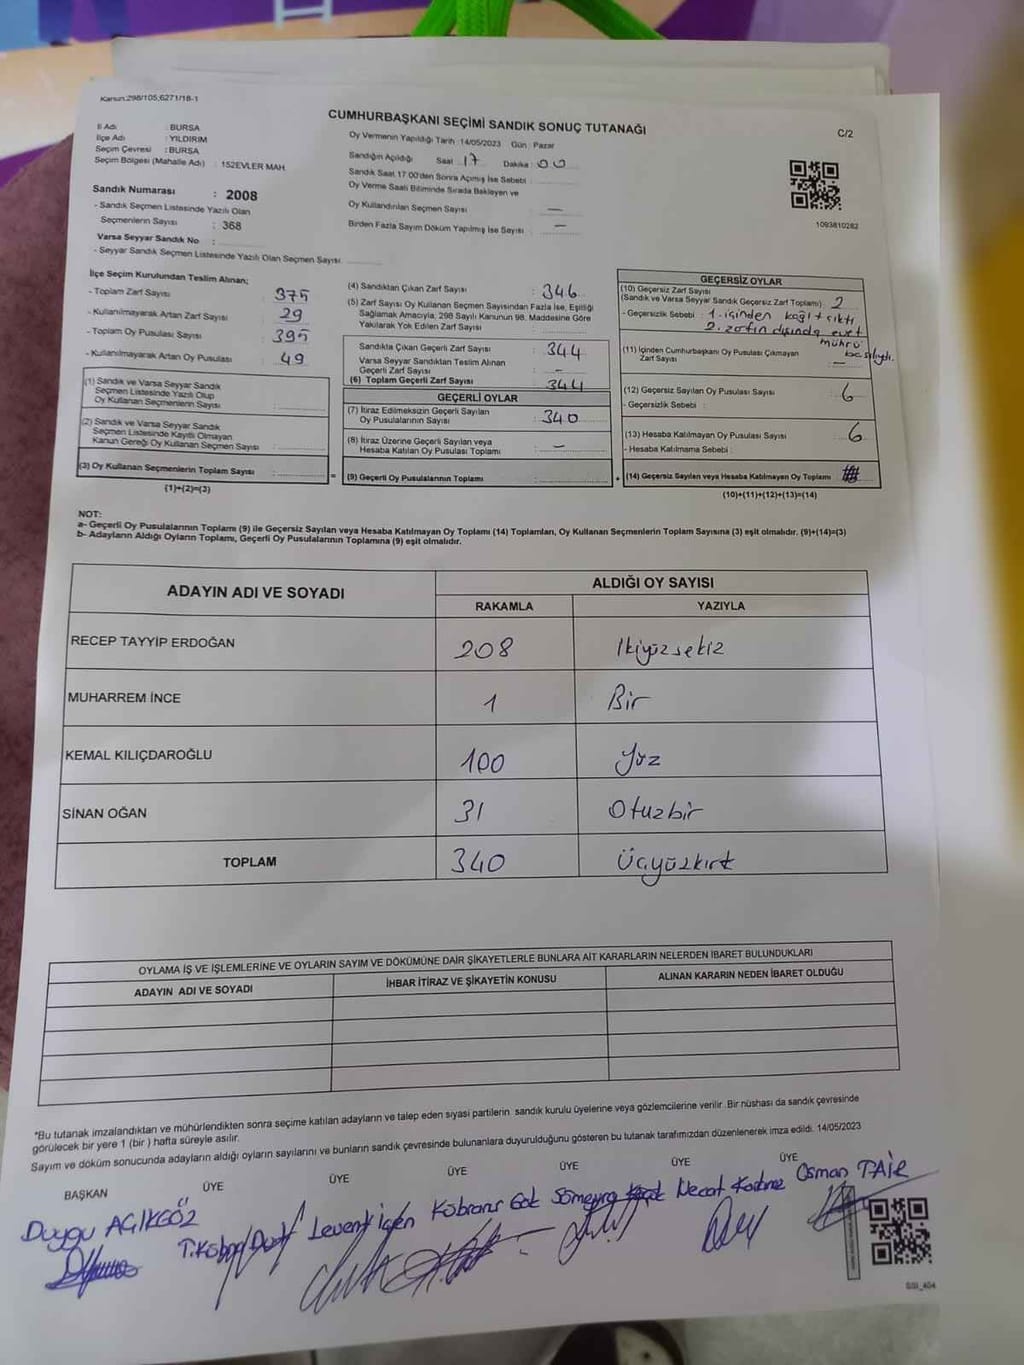 Kanun:298/105,6271/18-1
CUMHURBAŞKANI SEÇİMİ SANDIK SONUÇ TUTANAĞI
C/2
İl Adı : BURSA
İlçe Adı : YILDIRIM
Seçim Çevresi : BURSA
Seçim Bölgesi (Mahalle Adı) : 152EVLER MAH
Sandık Numarası : 2008
- Sandık Seçmen Listesinde Yazılı Olan
Seçmenlerin Sayısı : 368
Varsa Seyyar Sandık No :
- Seyyar Sandık Seçmen Listesinde Yazılı Olan Seçmen Sayısı
Oy Vermenin Yapıldığı Tarih :14/05/2023 Gün : Pazar
Sandığın Açıldığı Saat : 17 Dakika : 00
Sandık Saat 17.00'den Sonra Açılmış İse Sebebi
Oy Verme Saati Bitiminde Sırada Bekleyen ve
Oy Kullandırılan Seçmen Sayısı : —
Birden Fazla Sayım Döküm Yapılmış İse Sayısı : —
1093810282
İlçe Seçim Kurulundan Teslim Alınan;
- Toplam Zarf Sayısı : 375
- Kullanılmayarak Artan Zarf Sayısı : 29
- Toplam Oy Pusulası Sayısı : 395
- Kullanılmayarak Artan Oy Pusulası : 49
(1) Sandık ve Varsa Seyyar Sandık
Seçmen Listesinde Yazılı Olup
Oy Kullanan Seçmenlerin Sayısı :
(2) Sandık ve Varsa Seyyar Sandık
Seçmen Listesinde Kayıtlı Olmayan
Kanun Gereği Oy Kullanan Seçmen Sayısı :
(3) Oy Kullanan Seçmenlerin Toplam Sayısı :
(1)+(2)=(3)
(4) Sandıktan Çıkan Zarf Sayısı : 346
(5) Zarf Sayısı Oy Kullanan Seçmen Sayısından Fazla İse, Eşitliği
Sağlamak Amacıyla, 298 Sayılı Kanunun 98. Maddesine Göre
Yakılarak Yok Edilen Zarf Sayısı :
Sandıkta Çıkan Geçerli Zarf Sayısı : 344
Varsa Seyyar Sandıktan Teslim Alınan
Geçerli Zarf Sayısı : —
(6) Toplam Geçerli Zarf Sayısı : 344
GEÇERLİ OYLAR
(7) İtiraz Edilmeksizin Geçerli Sayılan
Oy Pusulalarının Sayısı : 340
(8) İtiraz Üzerine Geçerli Sayılan veya
Hesaba Katılan Oy Pusulası Toplamı : —
(9) Geçerli Oy Pusulalarının Toplamı :
GEÇERSİZ OYLAR
(10) Geçersiz Zarf Sayısı
(Sandık ve Varsa Seyyar Sandık Geçersiz Zarf Toplamı) : 2
- Geçersizlik Sebebi : 1. içinden kağıt çıktı
2. zarfın dışında evet
mührü
basılıydı.
(11) İçinden Cumhurbaşkanı Oy Pusulası Çıkmayan
Zarf Sayısı : —
(12) Geçersiz Sayılan Oy Pusulası Sayısı : 6
- Geçersizlik Sebebi :
(13) Hesaba Katılmayan Oy Pusulası Sayısı : 6
- Hesaba Katılmama Sebebi :
(14) Geçersiz Sayılan veya Hesaba Katılmayan Oy Toplamı :
(10)+(11)+(12)+(13)=(14)
NOT:
a- Geçerli Oy Pusulalarının Toplamı (9) ile Geçersiz Sayılan veya Hesaba Katılmayan Oy Toplamı (14) Toplamları, Oy Kullanan Seçmenlerin Toplam Sayısına (3) eşit olmalıdır. (9)+(14)=(3)
b- Adayların Aldığı Oyların Toplamı, Geçerli Oy Pusulalarının Toplamına (9) eşit olmalıdır.
ADAYIN ADI VE SOYADI
ALDIĞI OY SAYISI
RAKAMLA YAZIYLA
RECEP TAYYİP ERDOĞAN 208 İkiyüzsekiz
MUHARREM İNCE 1 Bir
KEMAL KILIÇDAROĞLU 100 Yüz
SİNAN OĞAN 31 Otuzbir
TOPLAM 340 Üçyüzkırk
OYLAMA İŞ VE İŞLEMLERİNE VE OYLARIN SAYIM VE DÖKÜMÜNE DAİR ŞİKAYETLERLE BUNLARA AİT KARARLARIN NELERDEN İBARET BULUNDUKLARI
ADAYIN ADI VE SOYADI
İHBAR İTİRAZ VE ŞİKAYETİN KONUSU
ALINAN KARARIN NEDEN İBARET OLDUĞU
*Bu tutanak imzalandıktan ve mühürlendikten sonra seçime katılan adayların ve talep eden siyasi partilerin sandık kurulu üyelerine veya gözlemcilerine verilir. Bir nüshası da sandık çevresinde
görülecek bir yere 1 (bir ) hafta süreyle asılır.
Sayım ve döküm sonucunda adayların aldığı oyların sayılarını ve bunların sandık çevresinde bulunanlara duyurulduğunu gösteren bu tutanak tarafımızdan düzenlenerek imza edildi. 14/05/2023
BAŞKAN ÜYE ÜYE ÜYE ÜYE ÜYE ÜYE
Duygu AÇIKGÖZ Levent Osman TAİR